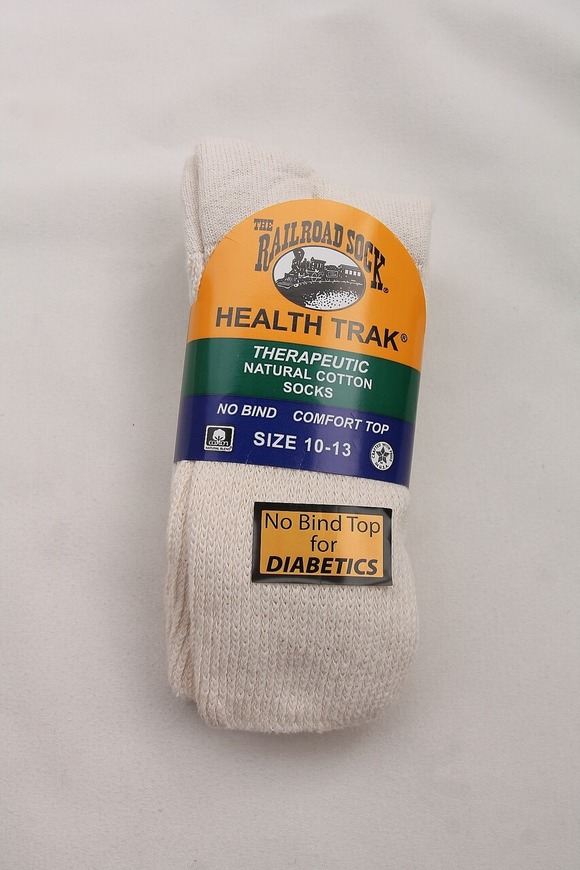 THE
RAILROAD SOCK®
HEALTH TRAK®
THERAPEUTIC
NATURAL COTTON
SOCKS
NO BIND COMFORT TOP
SIZE 10-13
No Bind Top
for
DIABETICS